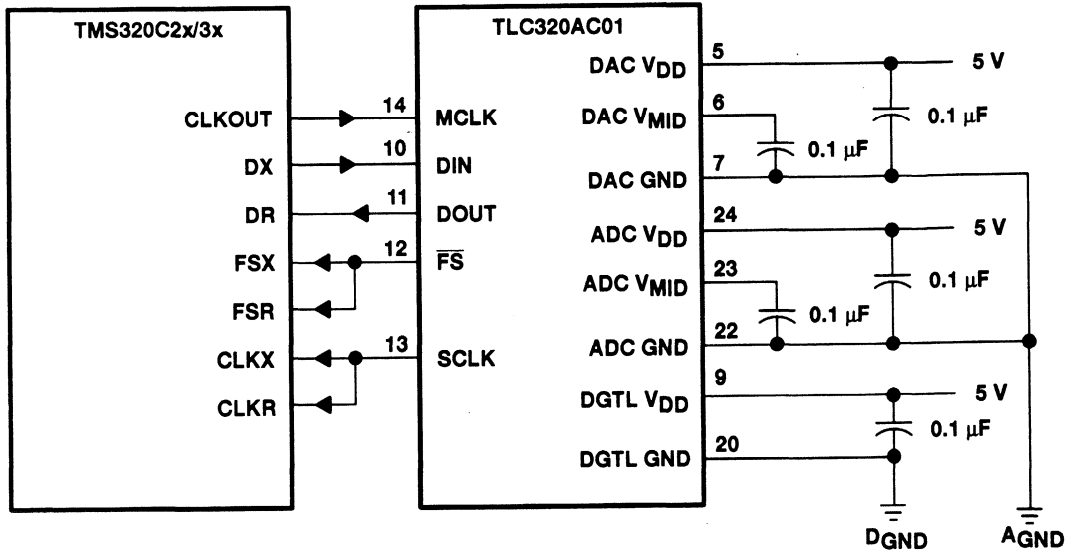 TMS320C2x/3x
CLKOUT
DX
DR
FSX
FSR
CLKX
CLKR
14
10
11
12
13
TLC320AC01
MCLK
DIN
DOUT
FS
SCLK
DAC VDD
DAC VMID
DAC GND
ADC VDD
ADC VMID
ADC GND
DGTL VDD
DGTL GND
5
6
7
24
23
22
9
20
5 V
0.1 µF
0.1 µF
5 V
0.1 µF
0.1 µF
5 V
0.1 µF
DGND
AGND